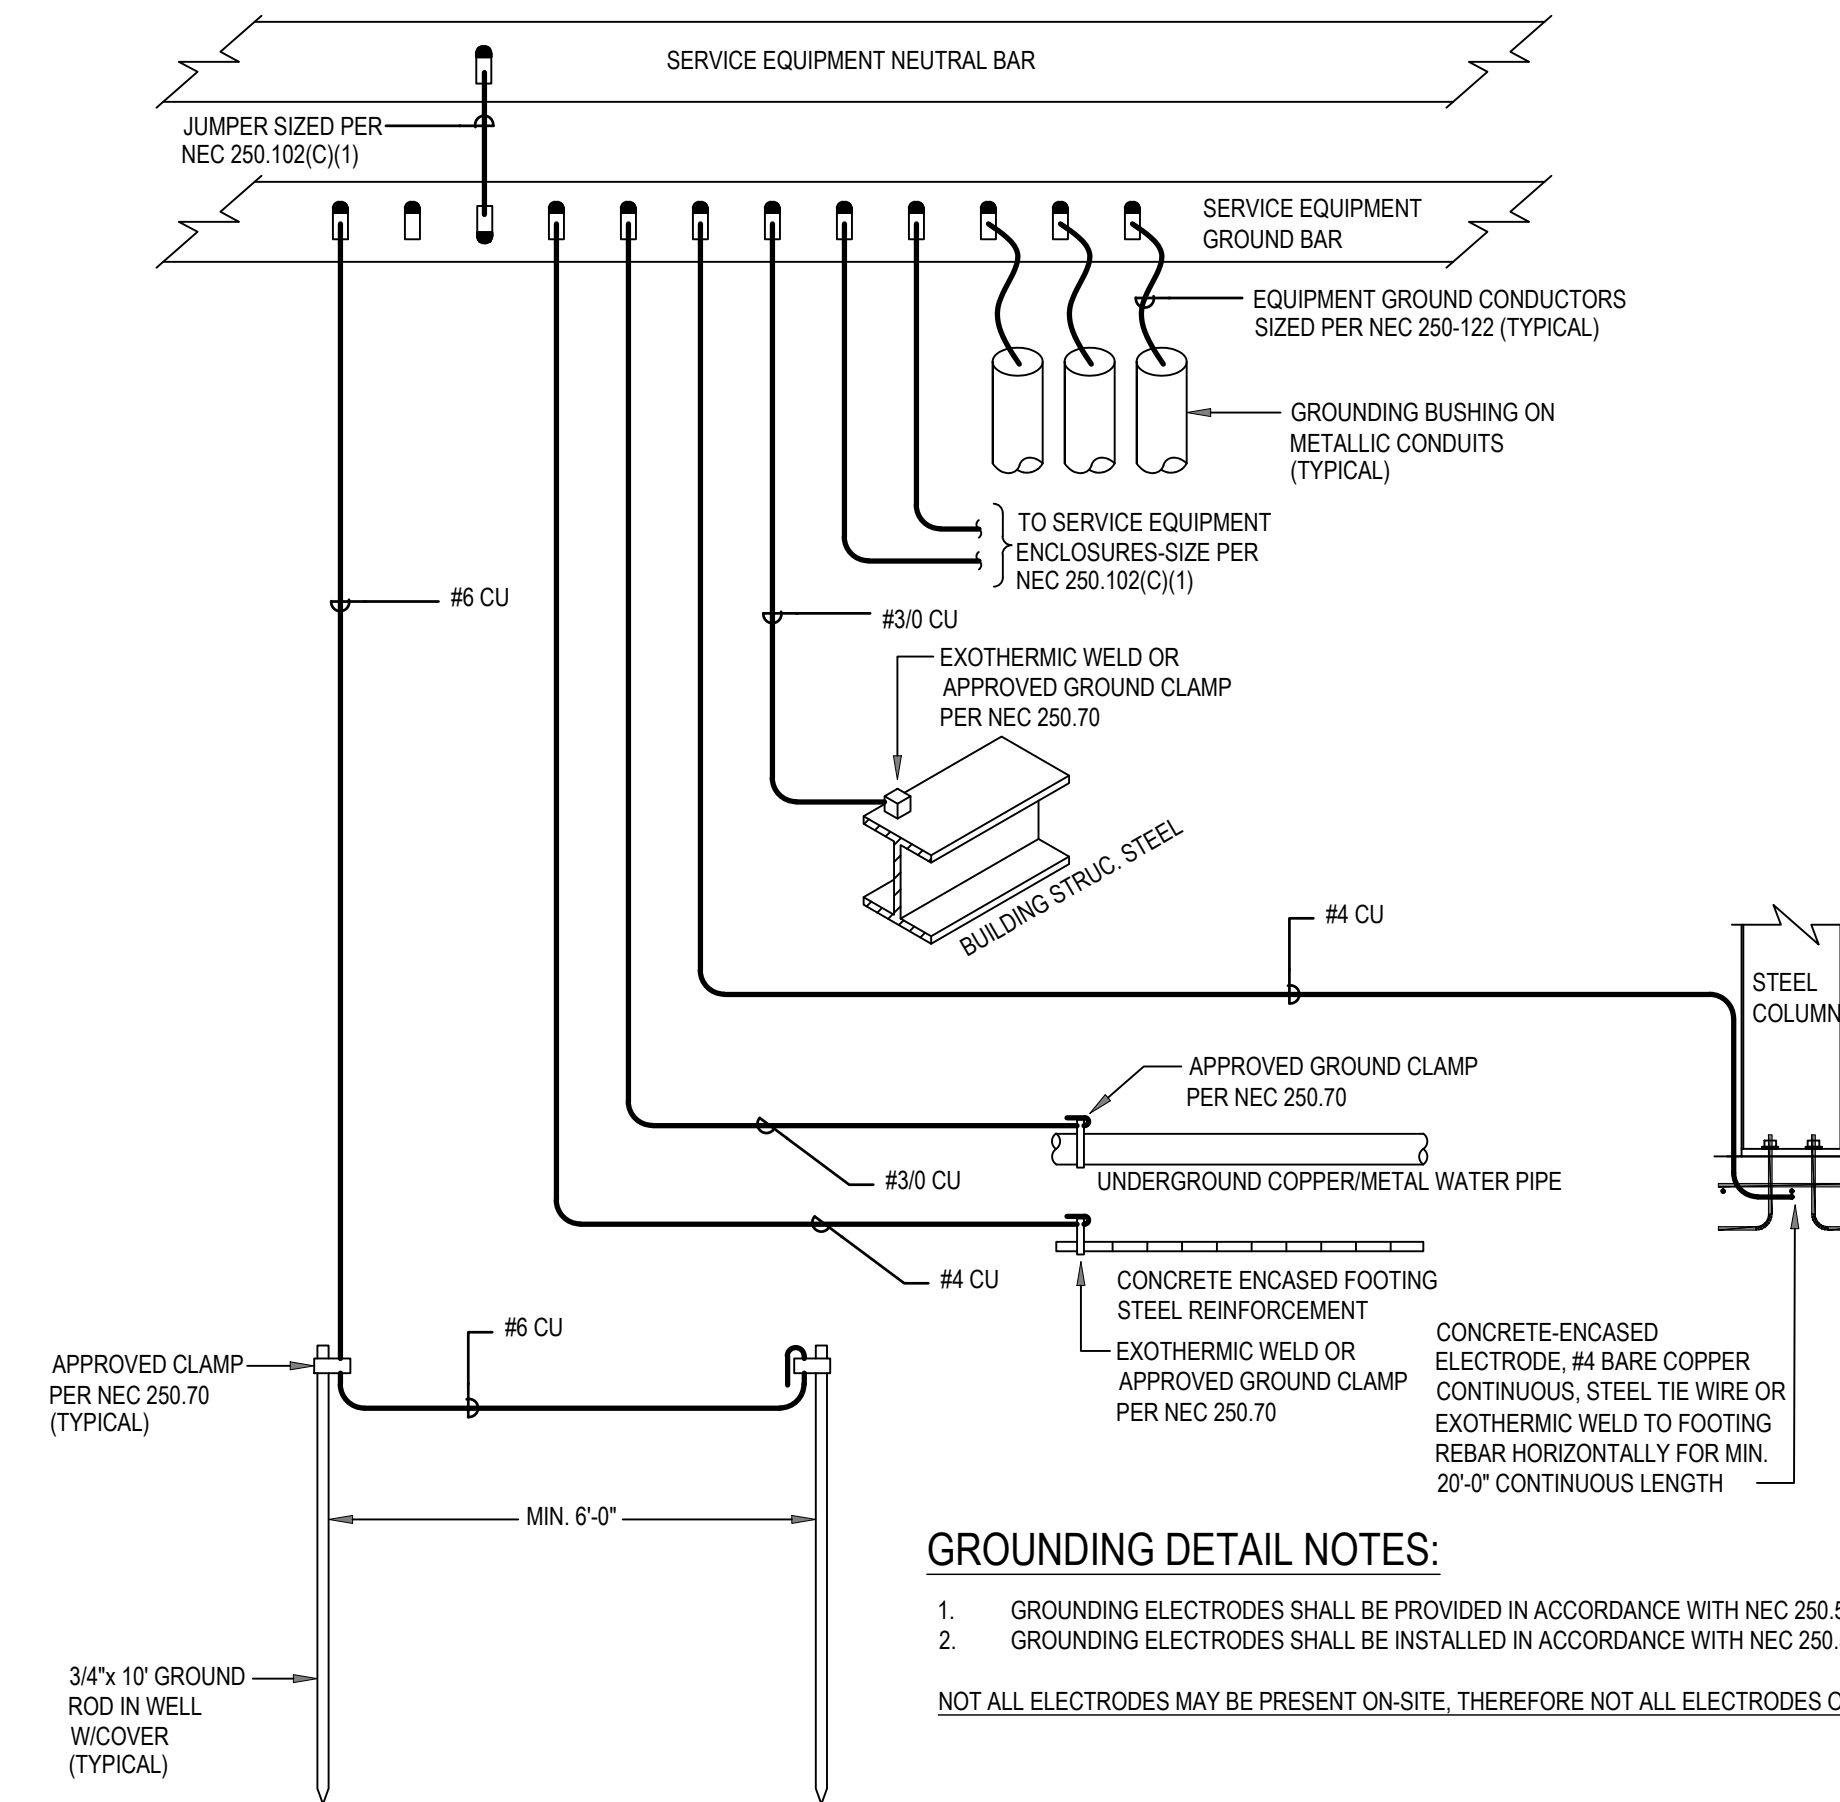 SERVICE EQUIPMENT NEUTRAL BAR
JUMPER SIZED PER
NEC 250.102(C)(1)
SERVICE EQUIPMENT
GROUND BAR
EQUIPMENT GROUND CONDUCTORS
SIZED PER NEC 250-122 (TYPICAL)
GROUNDING BUSHING ON
METALLIC CONDUITS
(TYPICAL)
TO SERVICE EQUIPMENT
ENCLOSURES-SIZE PER
NEC 250.102(C)(1)
#6 CU
#3/0 CU
EXOTHERMIC WELD OR
APPROVED GROUND CLAMP
PER NEC 250.70
BUILDING STRUC. STEEL
#4 CU
STEEL
COLUMN
APPROVED GROUND CLAMP
PER NEC 250.70
#3/0 CU
UNDERGROUND COPPER/METAL WATER PIPE
#4 CU
CONCRETE ENCASED FOOTING
STEEL REINFORCEMENT
EXOTHERMIC WELD OR
APPROVED GROUND CLAMP
PER NEC 250.70
CONCRETE-ENCASED
ELECTRODE, #4 BARE COPPER
CONTINUOUS, STEEL TIE WIRE OR
EXOTHERMIC WELD TO FOOTING
REBAR HORIZONTALLY FOR MIN.
20'-0" CONTINUOUS LENGTH
#6 CU
APPROVED CLAMP
PER NEC 250.70
(TYPICAL)
MIN. 6'-0"
3/4"x 10' GROUND
ROD IN WELL
W/COVER
(TYPICAL)
GROUNDING DETAIL NOTES:
1. GROUNDING ELECTRODES SHALL BE PROVIDED IN ACCORDANCE WITH NEC 250.5
2. GROUNDING ELECTRODES SHALL BE INSTALLED IN ACCORDANCE WITH NEC 250.
NOT ALL ELECTRODES MAY BE PRESENT ON-SITE, THEREFORE NOT ALL ELECTRODES